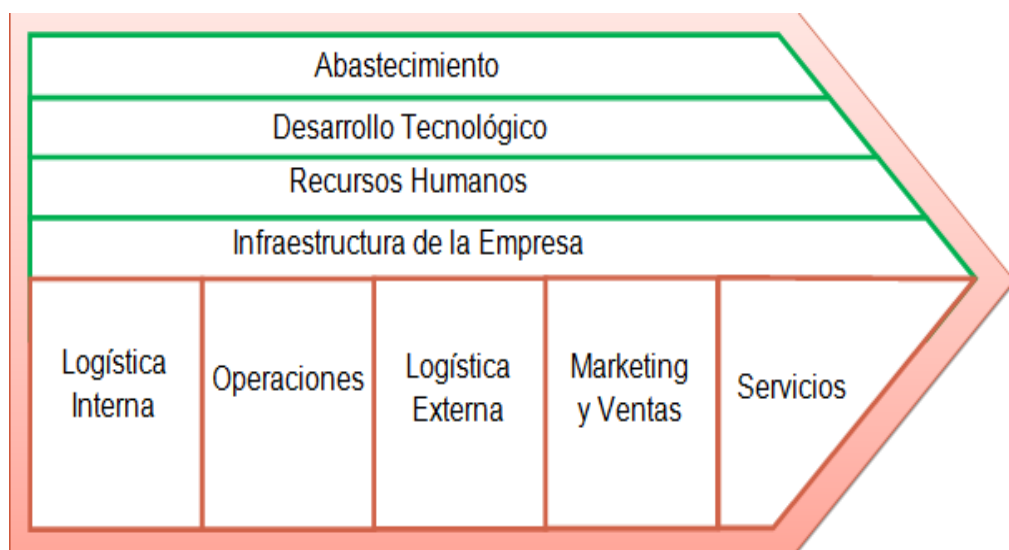 Abastecimiento
Desarrollo Tecnológico
Recursos Humanos
Infraestructura de la Empresa
Logística
Interna
Operaciones
Logística
Externa
Marketing
y Ventas
Servicios